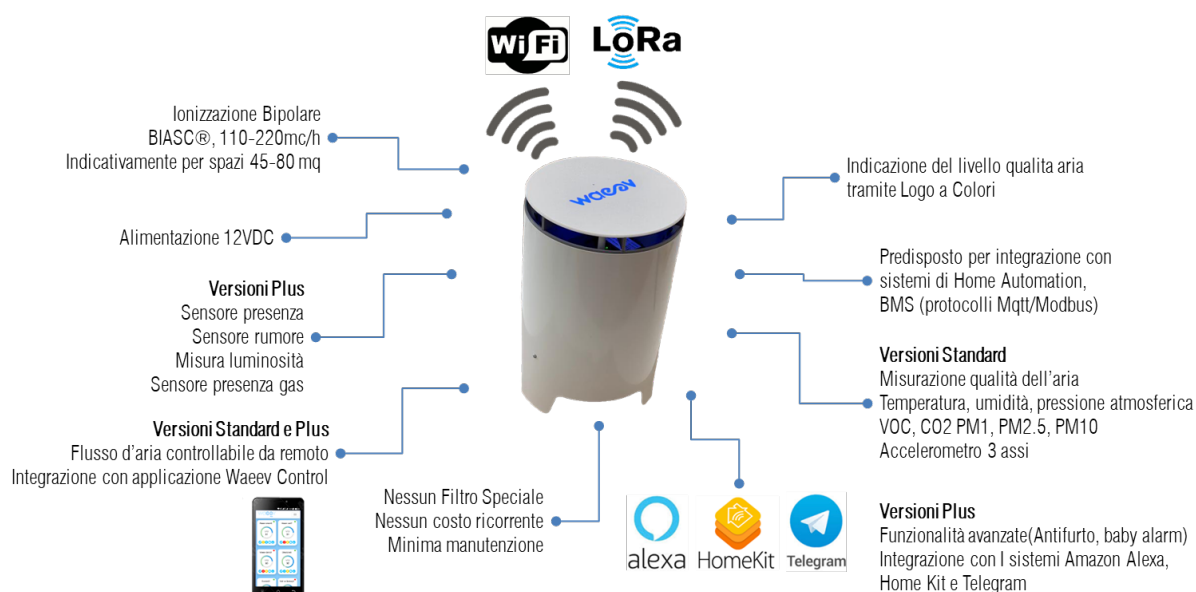 WiFi
LoRa
Ionizzazione Bipolare
BIASC®, 110-220mc/h
Indicativamente per spazi 45-80 mq
Alimentazione 12VDC
Versioni Plus
Sensore presenza
Sensore rumore
Misura luminosità
Sensore presenza gas
Versioni Standard e Plus
Flusso d'aria controllabile da remoto
Integrazione con applicazione Waeev Control
waeev
Nessun Filtro Speciale
Nessun costo ricorrente
Minima manutenzione
alexa
HomeKit
Telegram
Indicazione del livello qualita aria
tramite Logo a Colori
Predisposto per integrazione con
sistemi di Home Automation,
BMS (protocolli Mqtt/Modbus)
Versioni Standard
Misurazione qualità dell'aria
Temperatura, umidità, pressione atmosferica
VOC, CO2 PM1, PM2.5, PM10
Accelerometro 3 assi
Versioni Plus
Funzionalità avanzate(Antifurto, baby alarm)
Integrazione con I sistemi Amazon Alexa,
Home Kit e Telegram